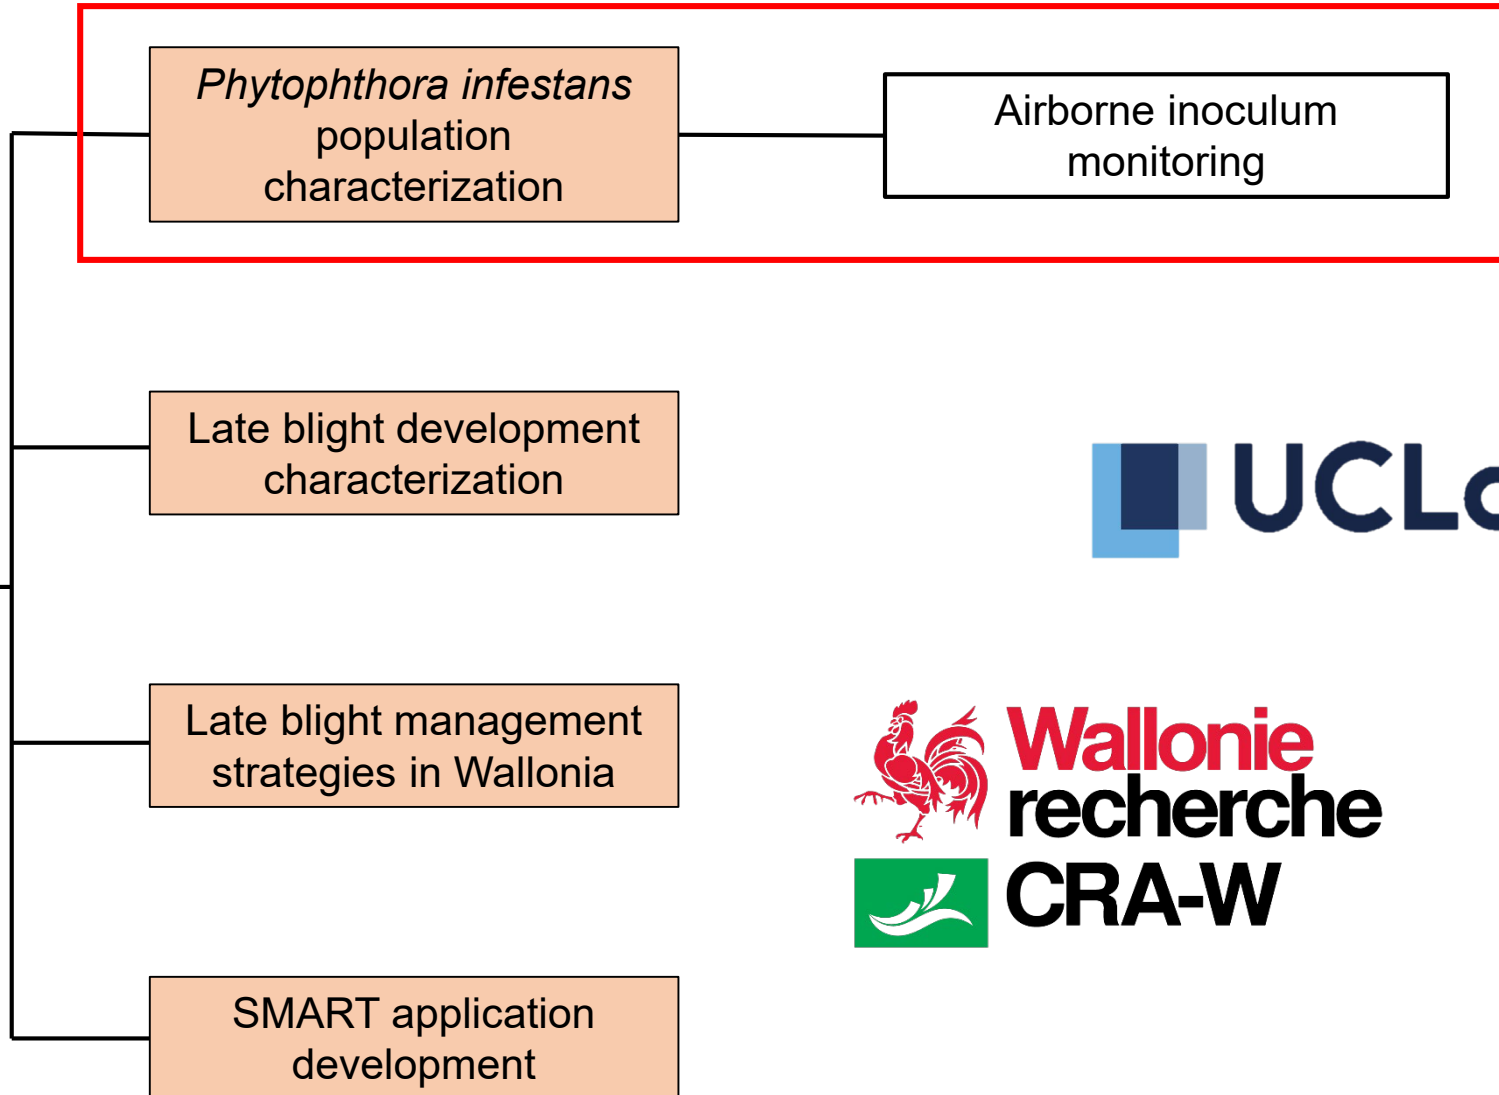 Phytophthora infestans
population
characterization
Airborne inoculum
monitoring
Late blight development
characterization
UCLo
Late blight management
strategies in Wallonia
Wallonie
recherche
CRA-W
SMART application
development